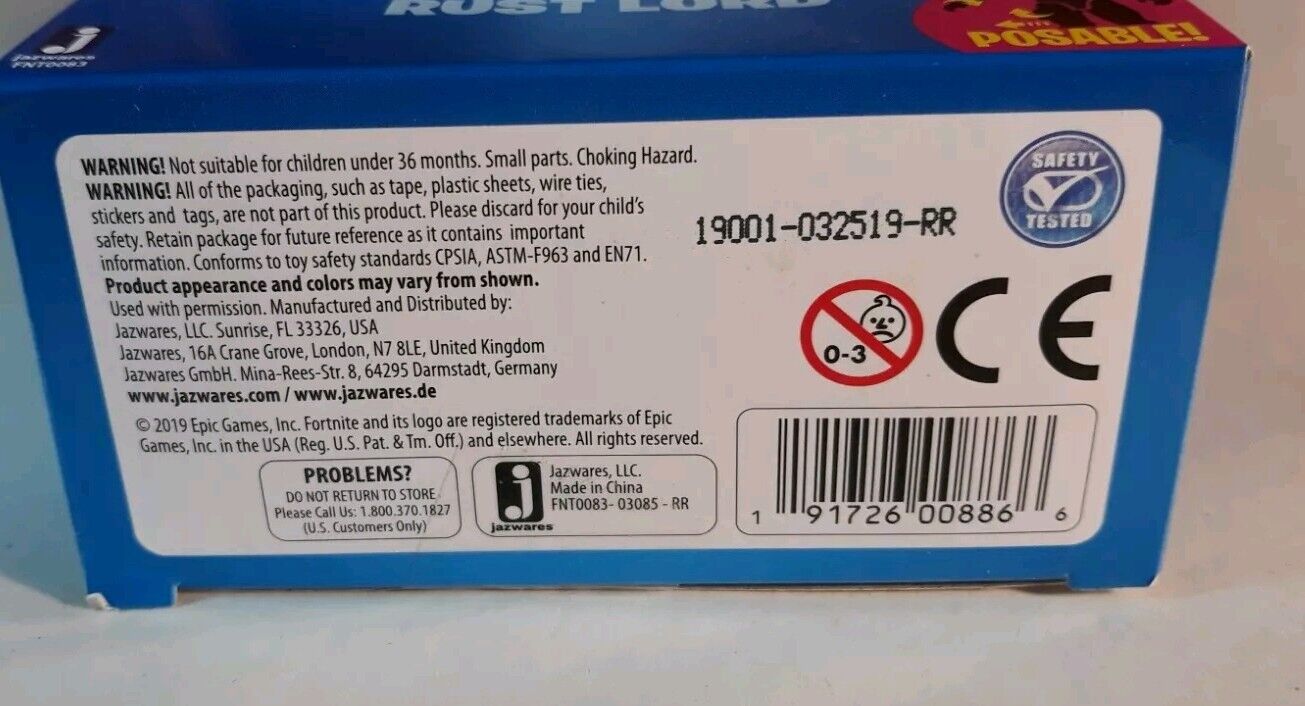 RUST LORD
POSABLE!
jazwares
FNT0083
WARNING! Not suitable for children under 36 months. Small parts. Choking Hazard.
WARNING! All of the packaging, such as tape, plastic sheets, wire ties,
stickers and tags, are not part of this product. Please discard for your child's
safety. Retain package for future reference as it contains important
information. Conforms to toy safety standards CPSIA, ASTM-F963 and EN71.
Product appearance and colors may vary from shown.
Used with permission. Manufactured and Distributed by:
Jazwares, LLC. Sunrise, FL 33326, USA
Jazwares, 16A Crane Grove, London, N7 8LE, United Kingdom
Jazwares GmbH. Mina-Rees-Str. 8, 64295 Darmstadt, Germany
www.jazwares.com / www.jazwares.de
© 2019 Epic Games, Inc. Fortnite and its logo are registered trademarks of Epic
Games, Inc. in the USA (Reg. U.S. Pat. & Tm. Off.) and elsewhere. All rights reserved.
PROBLEMS?
DO NOT RETURN TO STORE
Please Call Us: 1.800.370.1827
(U.S. Customers Only)
j
jazwares
Jazwares, LLC.
Made in China
FNT0083- 03085 - RR
19001-032519-RR
SAFETY
TESTED
0-3
CE
1 91726 00886 6